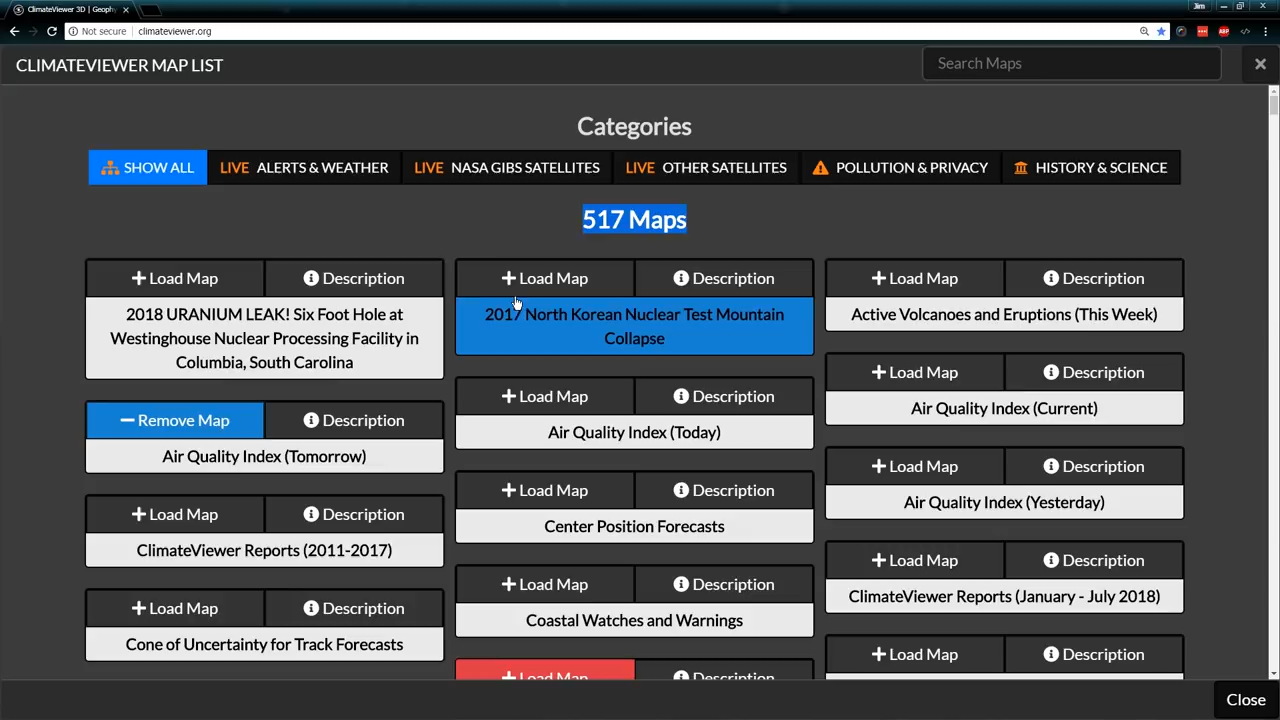 ClimateViewer 3D | Geoph
Jim
Not secure | climateviewer.org
CLIMATEVIEWER MAP LIST
Search Maps
Categories
SHOW ALL
LIVE ALERTS & WEATHER
LIVE NASA GIBS SATELLITES
LIVE OTHER SATELLITES
POLLUTION & PRIVACY
HISTORY & SCIENCE
517 Maps
Load Map
Description
2018 URANIUM LEAK! Six Foot Hole at
Westinghouse Nuclear Processing Facility in
Columbia, South Carolina
Remove Map
Description
Air Quality Index (Tomorrow)
Load Map
Description
ClimateViewer Reports (2011-2017)
Load Map
Description
Cone of Uncertainty for Track Forecasts
Load Map
Description
2017 North Korean Nuclear Test Mountain
Collapse
Load Map
Description
Air Quality Index (Today)
Load Map
Description
Center Position Forecasts
Load Map
Description
Coastal Watches and Warnings
Load Map
Description
Load Map
Description
Active Volcanoes and Eruptions (This Week)
Load Map
Description
Air Quality Index (Current)
Load Map
Description
Air Quality Index (Yesterday)
Load Map
Description
ClimateViewer Reports (January - July 2018)
Load Map
Description
Close